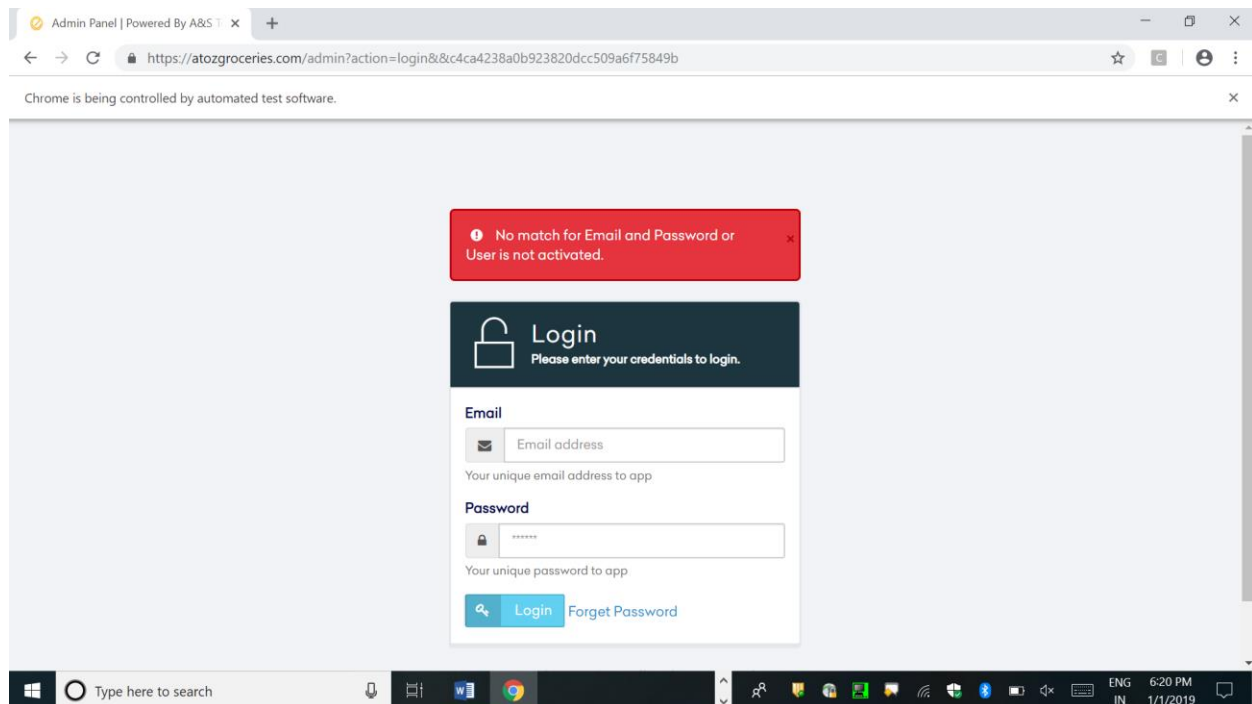 Admin Panel | Powered By A&S T
https://atozgroceries.com/admin?action=login&&c4ca4238a0b923820dcc509a6f75849b
Chrome is being controlled by automated test software.
No match for Email and Password or
User is not activated.
Login
Please enter your credentials to login.
Email
Email address
Your unique email address to app
Password
******
Your unique password to app
Login Forget Password
Type here to search
ENG 6:20 PM
IN 1/1/2019